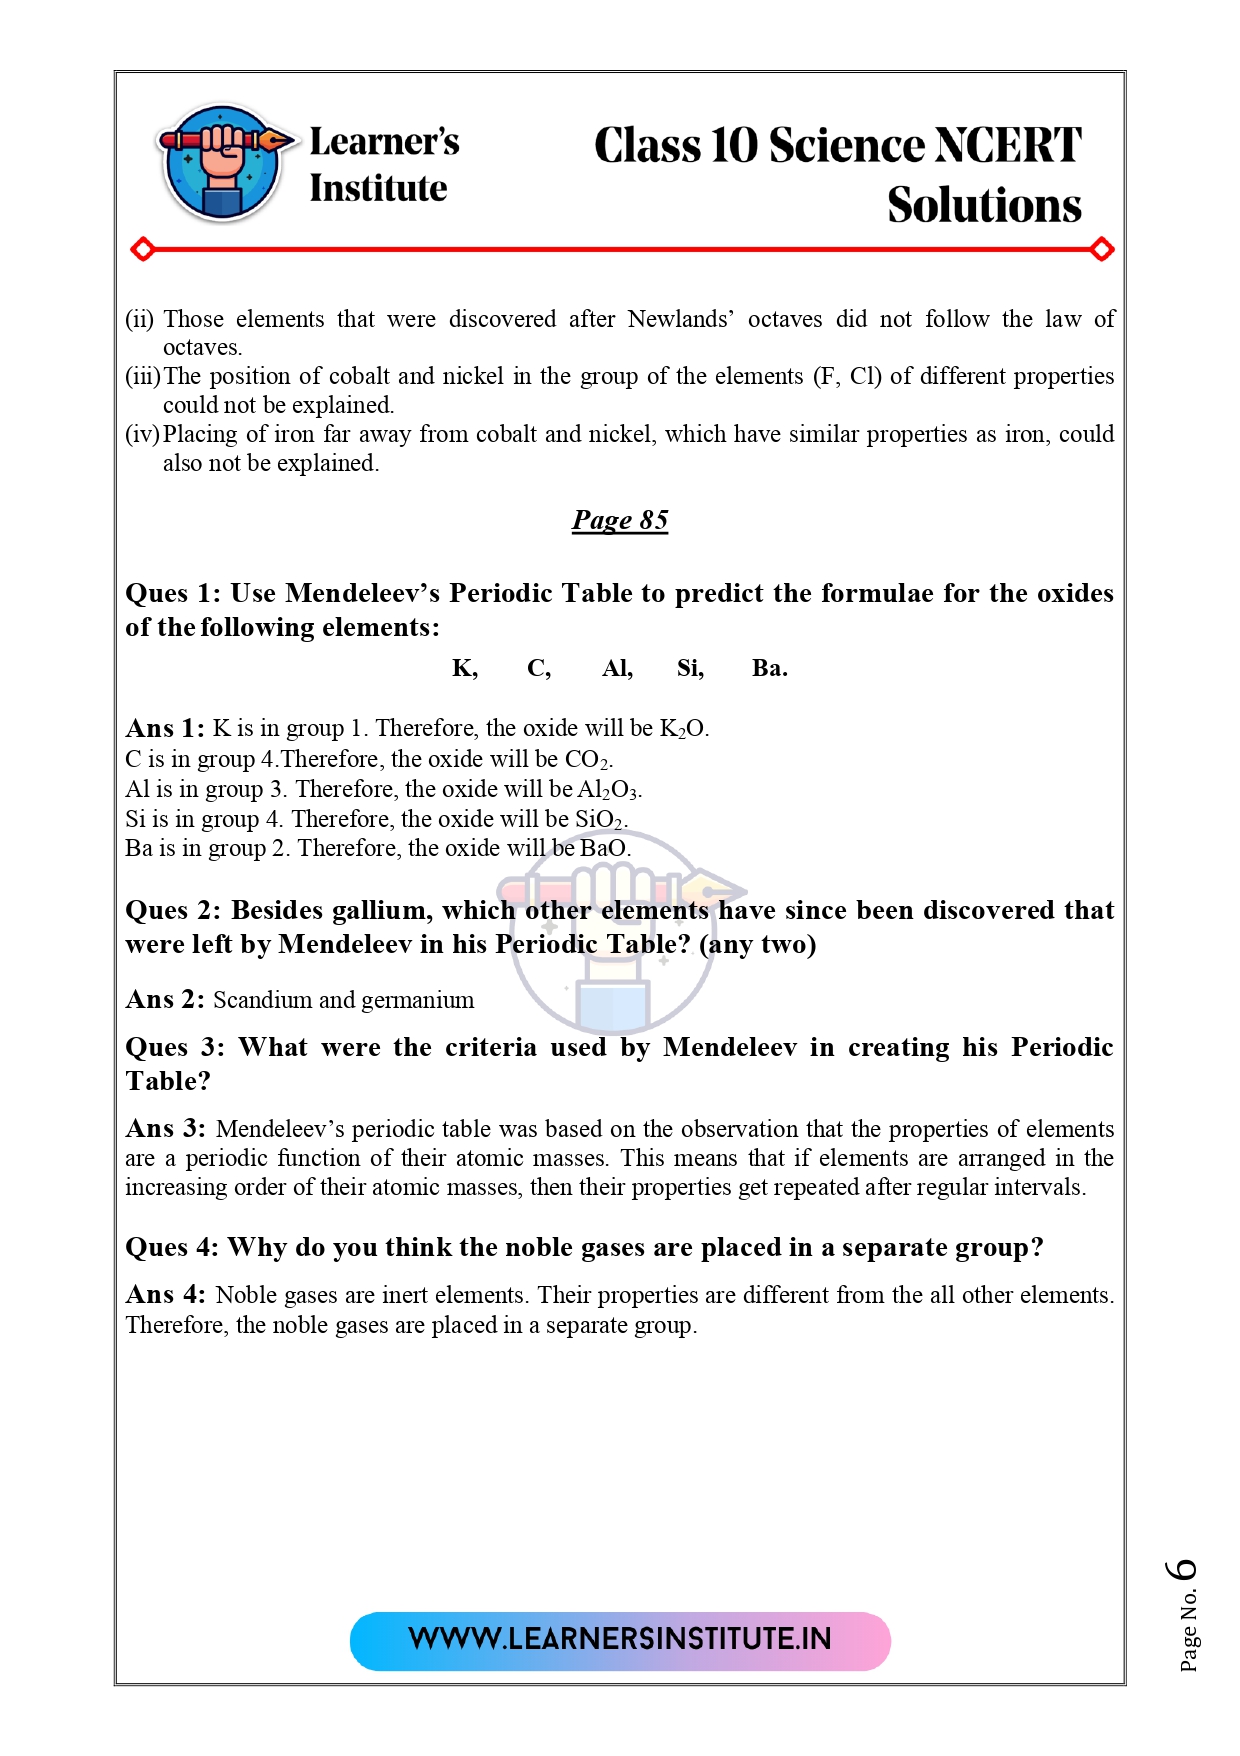 Learner's
Institute
Class 10 Science NCERT
Solutions
(ii) Those elements that were discovered after Newlands’ octaves did not follow the law of
octaves.
(iii) The position of cobalt and nickel in the group of the elements (F, Cl) of different properties
could not be explained.
(iv) Placing of iron far away from cobalt and nickel, which have similar properties as iron, could
also not be explained.
Page 85
Ques 1: Use Mendeleev’s Periodic Table to predict the formulae for the oxides
of the following elements:
K, C, Al, Si, Ba.
Ans 1: K is in group 1. Therefore, the oxide will be K₂O.
C is in group 4.Therefore, the oxide will be CO₂.
Al is in group 3. Therefore, the oxide will be Al₂O₃.
Si is in group 4. Therefore, the oxide will be SiO₂.
Ba is in group 2. Therefore, the oxide will be BaO.
Ques 2: Besides gallium, which other elements have since been discovered that
were left by Mendeleev in his Periodic Table? (any two)
Ans 2: Scandium and germanium
Ques 3: What were the criteria used by Mendeleev in creating his Periodic
Table?
Ans 3: Mendeleev’s periodic table was based on the observation that the properties of elements
are a periodic function of their atomic masses. This means that if elements are arranged in the
increasing order of their atomic masses, then their properties get repeated after regular intervals.
Ques 4: Why do you think the noble gases are placed in a separate group?
Ans 4: Noble gases are inert elements. Their properties are different from the all other elements.
Therefore, the noble gases are placed in a separate group.
WWW.LEARNERSINSTITUTE.IN
Page No. 6